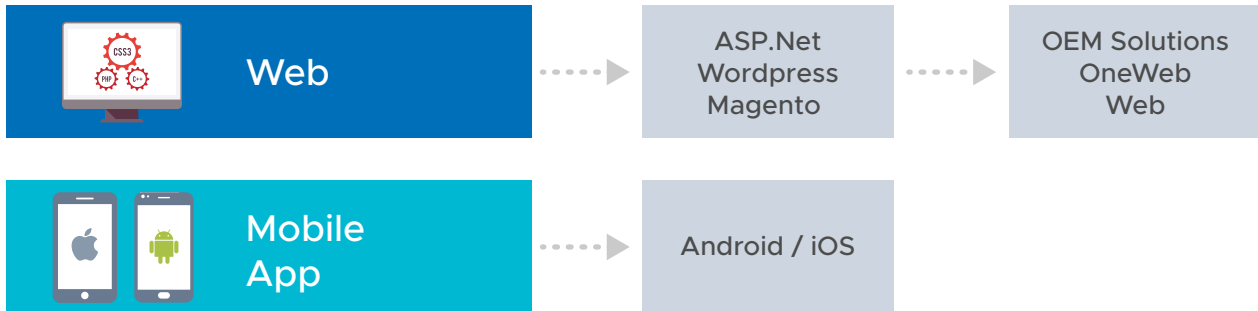 CSS3
PHP
C++
Web
ASP.Net
Wordpress
Magento
OEM Solutions
OneWeb
Web
Mobile
App
Android / iOS